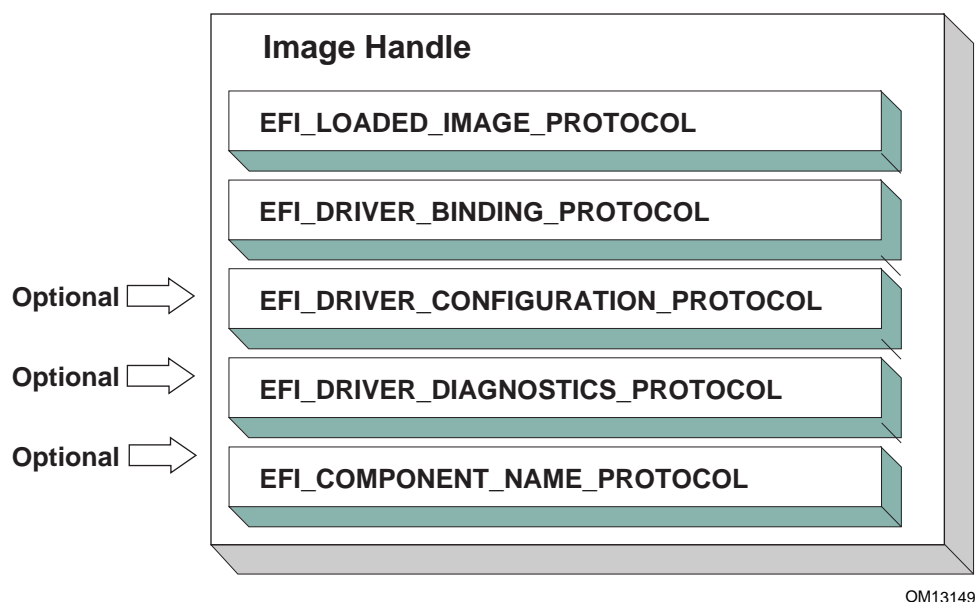 Image Handle
EFI_LOADED_IMAGE_PROTOCOL
EFI_DRIVER_BINDING_PROTOCOL
Optional
EFI_DRIVER_CONFIGURATION_PROTOCOL
Optional
EFI_DRIVER_DIAGNOSTICS_PROTOCOL
Optional
EFI_COMPONENT_NAME_PROTOCOL
OM13149